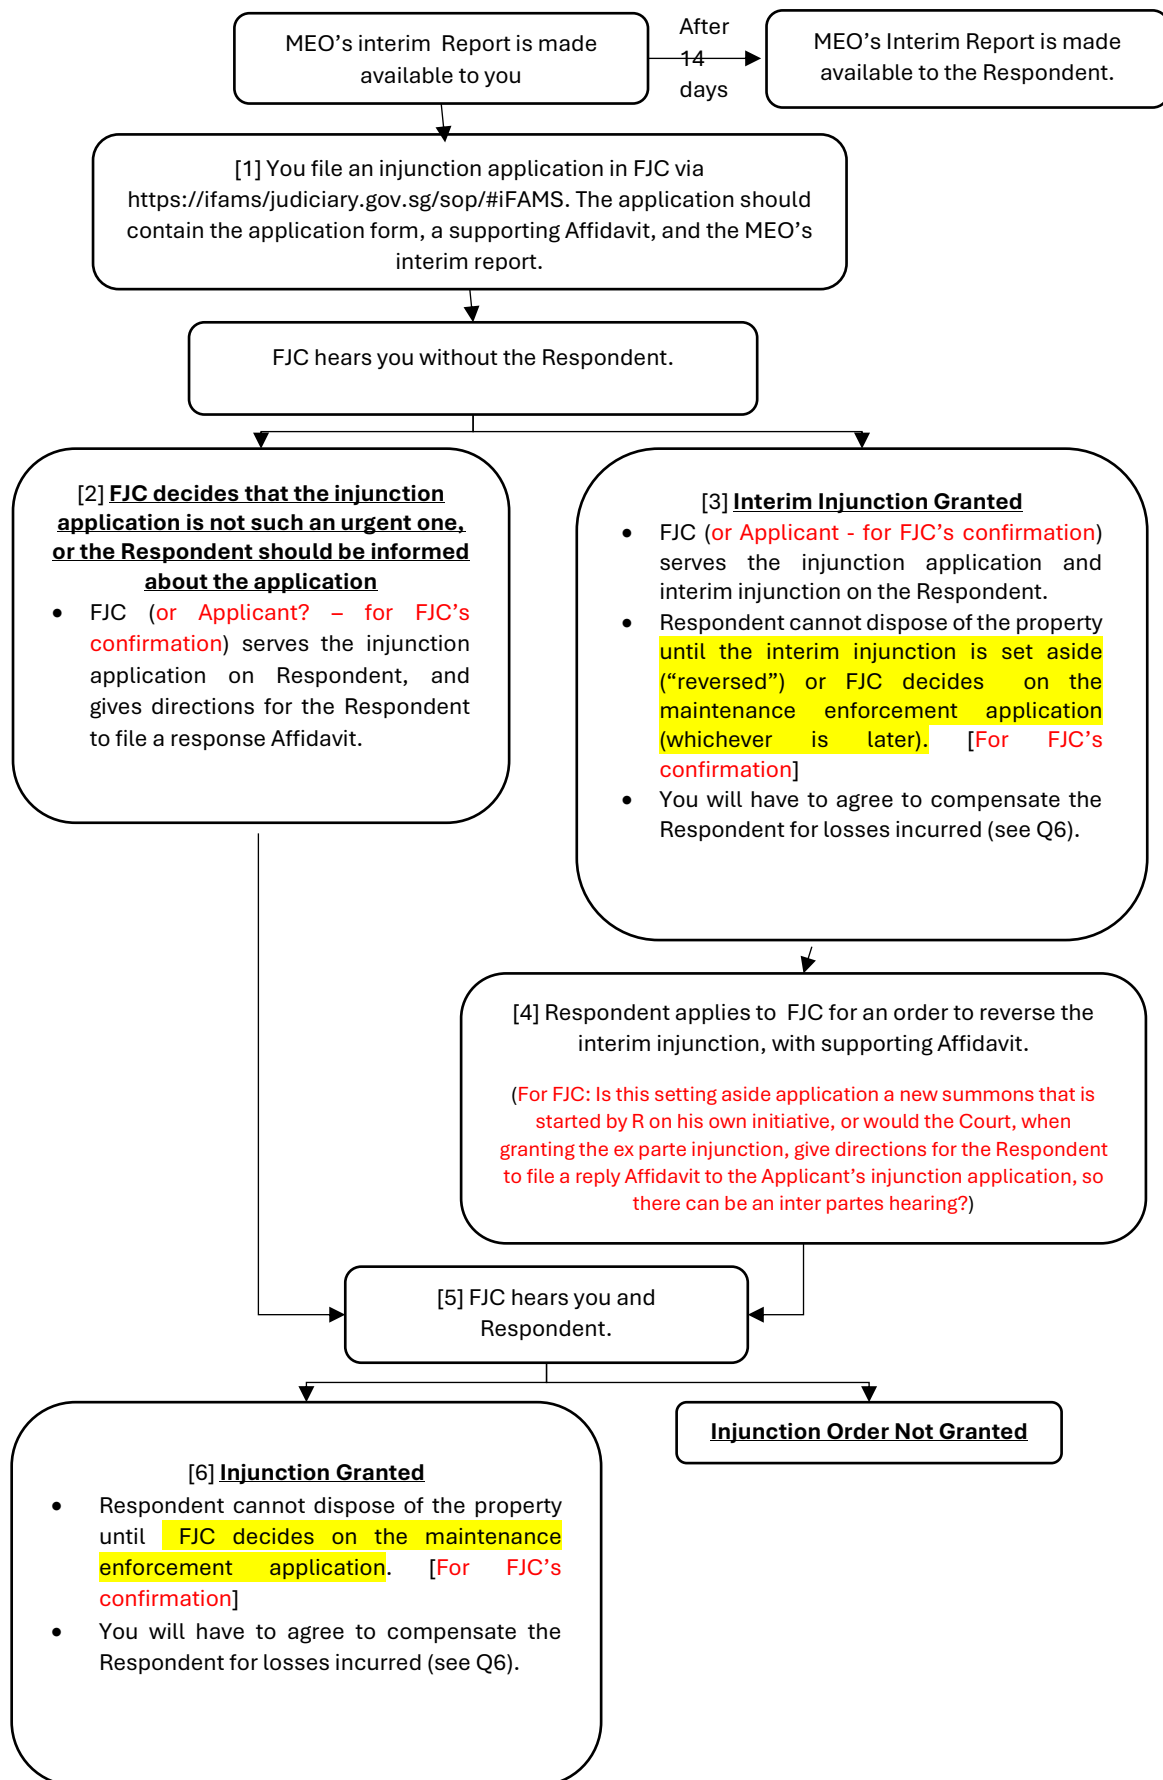 MEO’s interim Report is made
available to you
After
14
days
MEO’s Interim Report is made
available to the Respondent.
[1] You file an injunction application in FJC via
https://ifams/judiciary.gov.sg/sop/#iFAMS. The application should
contain the application form, a supporting Affidavit, and the MEO’s
interim report.
FJC hears you without the Respondent.
[2] FJC decides that the injunction
application is not such an urgent one,
or the Respondent should be informed
about the application
• FJC (or Applicant? – for FJC’s
confirmation) serves the injunction
application on Respondent, and
gives directions for the Respondent
to file a response Affidavit.
[3] Interim Injunction Granted
• FJC (or Applicant - for FJC’s confirmation)
serves the injunction application and
interim injunction on the Respondent.
• Respondent cannot dispose of the property
until the interim injunction is set aside
(“reversed”) or FJC decides on the
maintenance enforcement application
(whichever is later). [For FJC’s
confirmation]
• You will have to agree to compensate the
Respondent for losses incurred (see Q6).
[4] Respondent applies to FJC for an order to reverse the
interim injunction, with supporting Affidavit.
(For FJC: Is this setting aside application a new summons that is
started by R on his own initiative, or would the Court, when
granting the ex parte injunction, give directions for the Respondent
to file a reply Affidavit to the Applicant’s injunction application, so
there can be an inter partes hearing?)
[5] FJC hears you and
Respondent.
[6] Injunction Granted
• Respondent cannot dispose of the property
until FJC decides on the maintenance
enforcement application. [For FJC’s
confirmation]
• You will have to agree to compensate the
Respondent for losses incurred (see Q6).
Injunction Order Not Granted